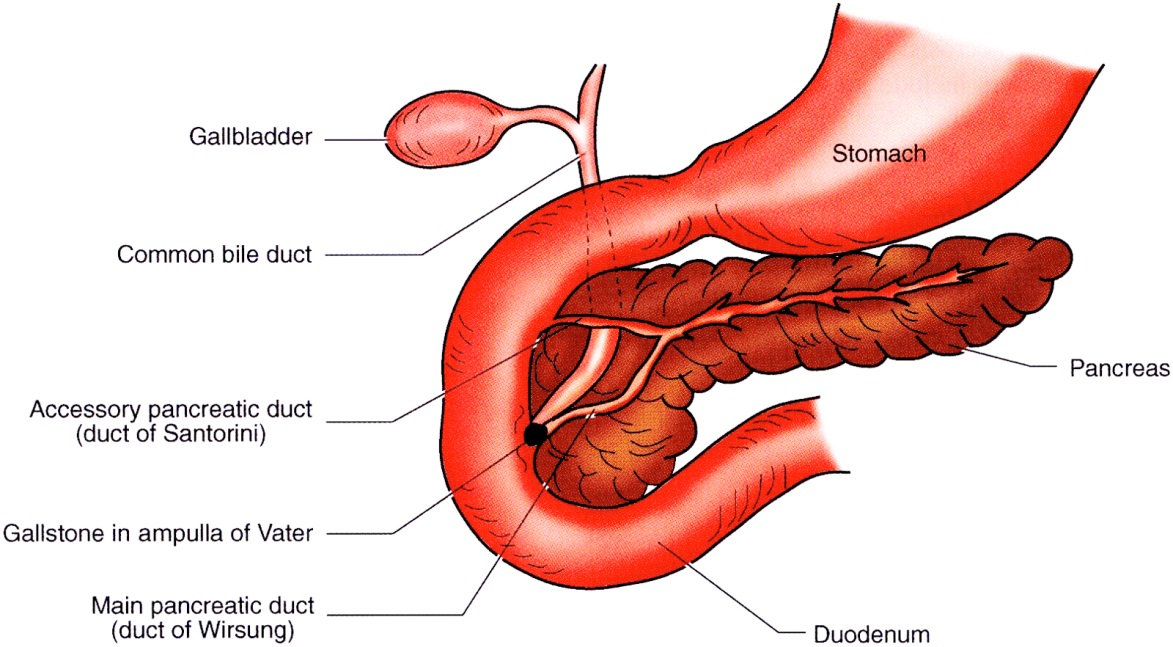 Gallbladder
Stomach
Common bile duct
Pancreas
Accessory pancreatic duct
(duct of Santorini)
Gallstone in ampulla of Vater
Main pancreatic duct
(duct of Wirsung)
Duodenum